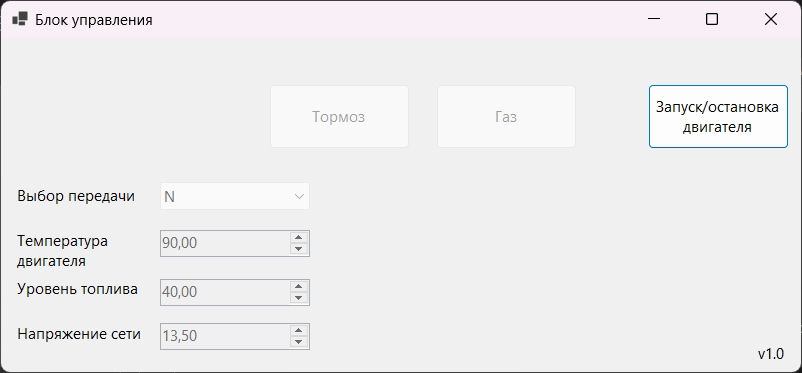 Блок управления
Тормоз
Газ
Запуск/остановка
двигателя
Выбор передачи
N
Температура
двигателя
90,00
Уровень топлива
40,00
Напряжение сети
13,50
v1.0